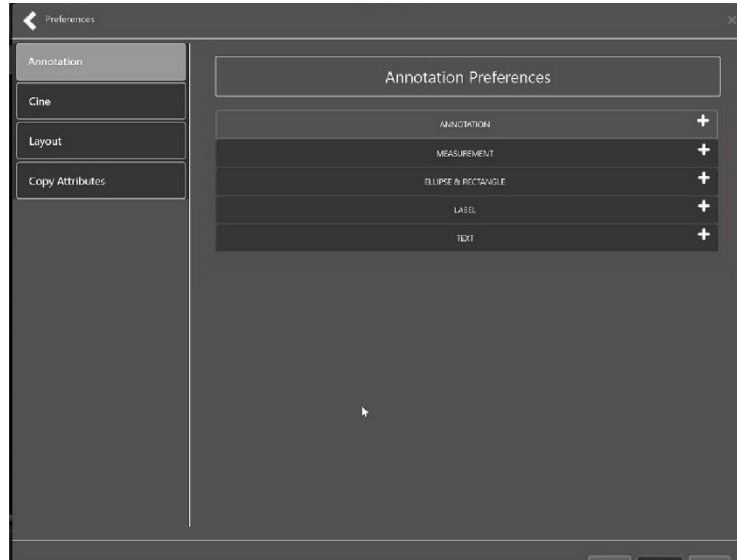 Preferences
Annotation
Cine
Layout
Copy Attributes
Annotation Preferences
ANNOTATION
MEASUREMENT
ELLIPSE & RECTANGLE
LABEL
TEXT